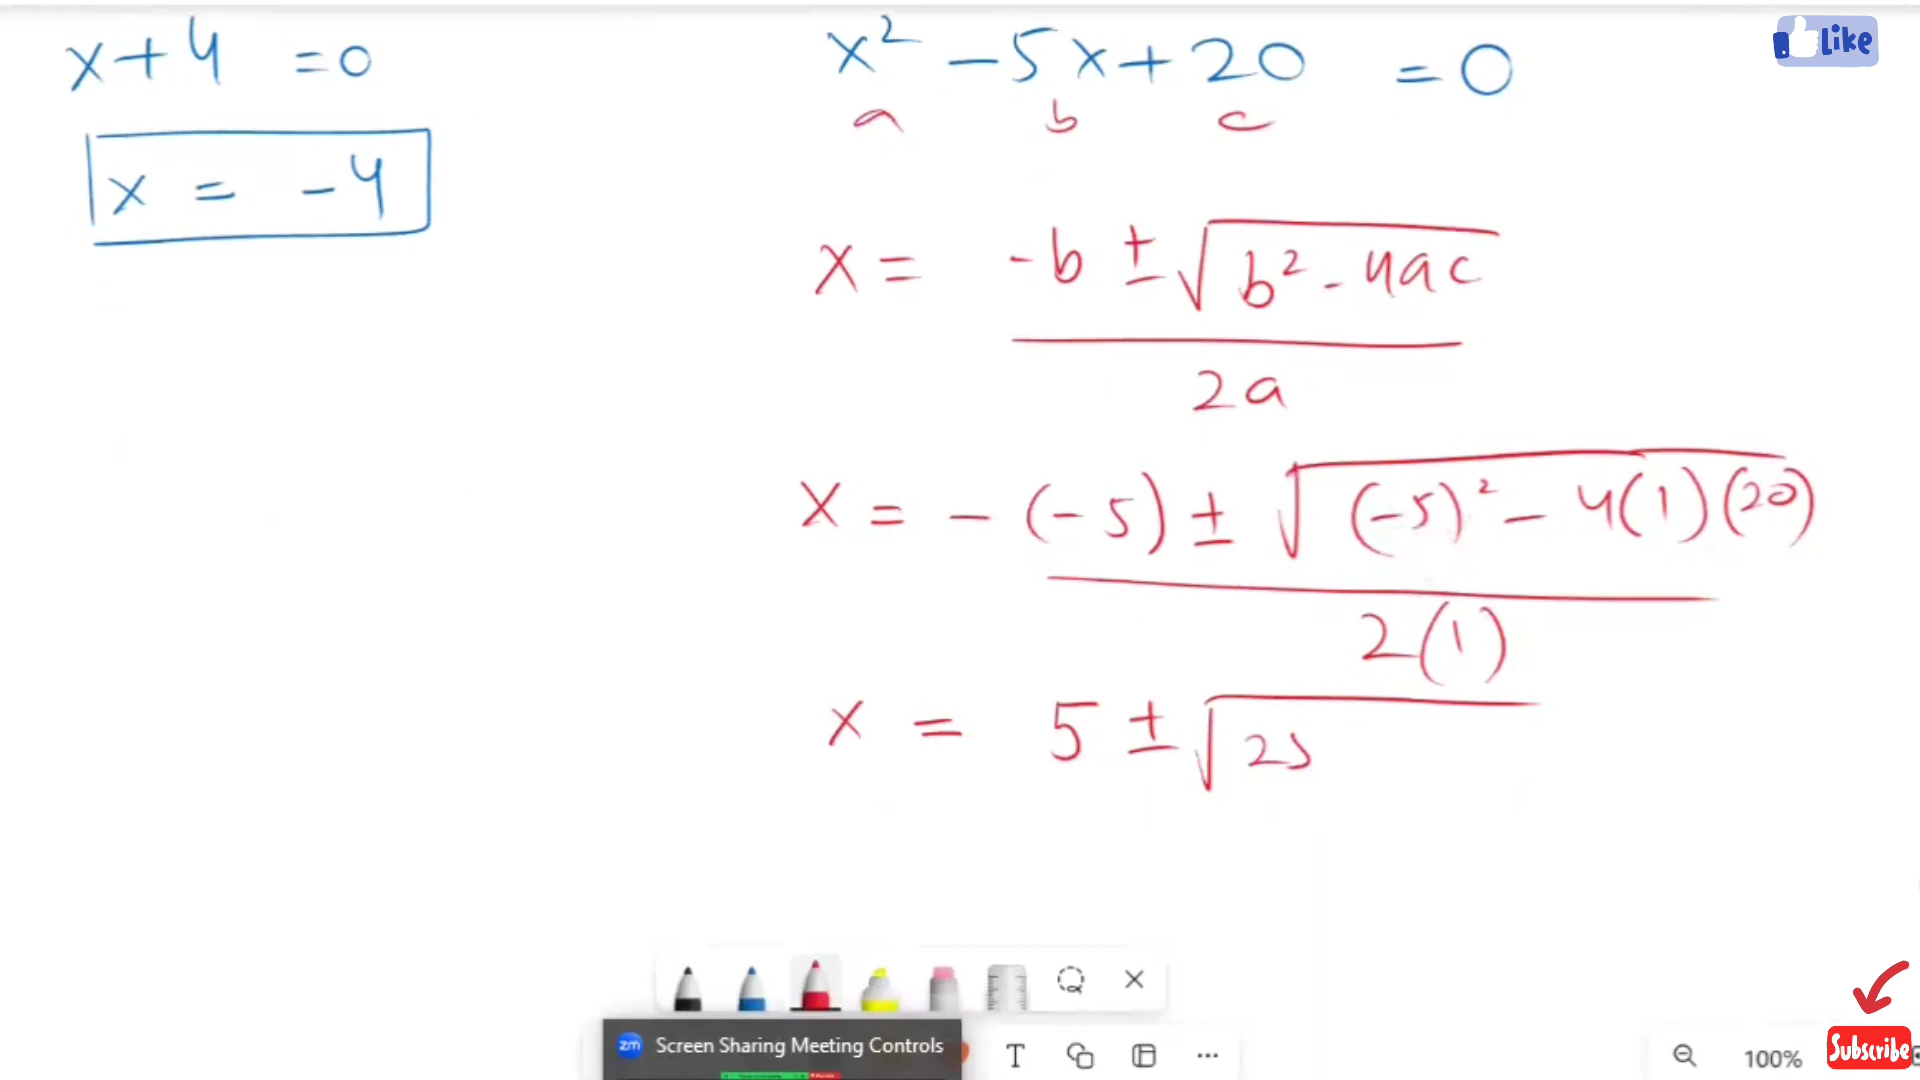 x+4 =0
x = -4
x² -5x+20 =0
a b c
x = -b ± √b² - 4ac
2a
x = - (-5) ± √(-5)² - 4(1)(20)
2(1)
x = 5 ± √25
Like
Screen Sharing Meeting Controls
zm
T
100%
Subscribe